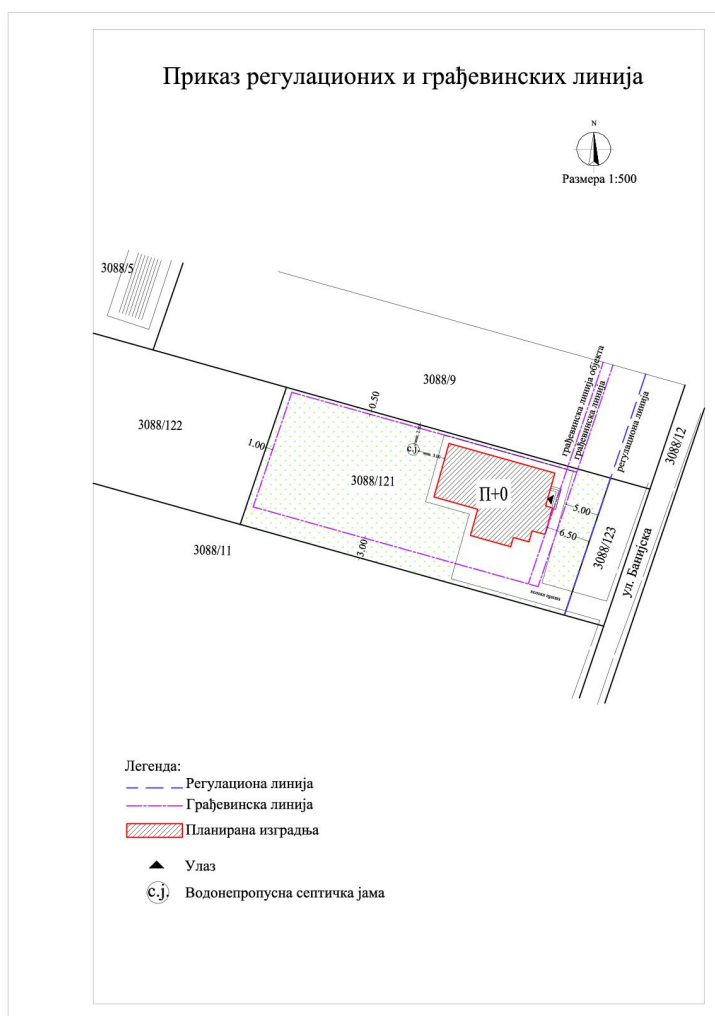 Приказ регулационих и грађевинских линија
N
Размера 1:500
3088/5
3088/9
3088/12
грађевинска линија објекта
грађевинска линија
регулациона линија
0.50
3088/122
1.00
с.ј.
3088/121
П+0
5.00
6.50
3088/123
ул. Банијска
3088/11
3.00
Легенда:
Регулациона линија
Грађевинска линија
Планирана изградња
Улаз
с.ј.
Водонепропусна септичка јама